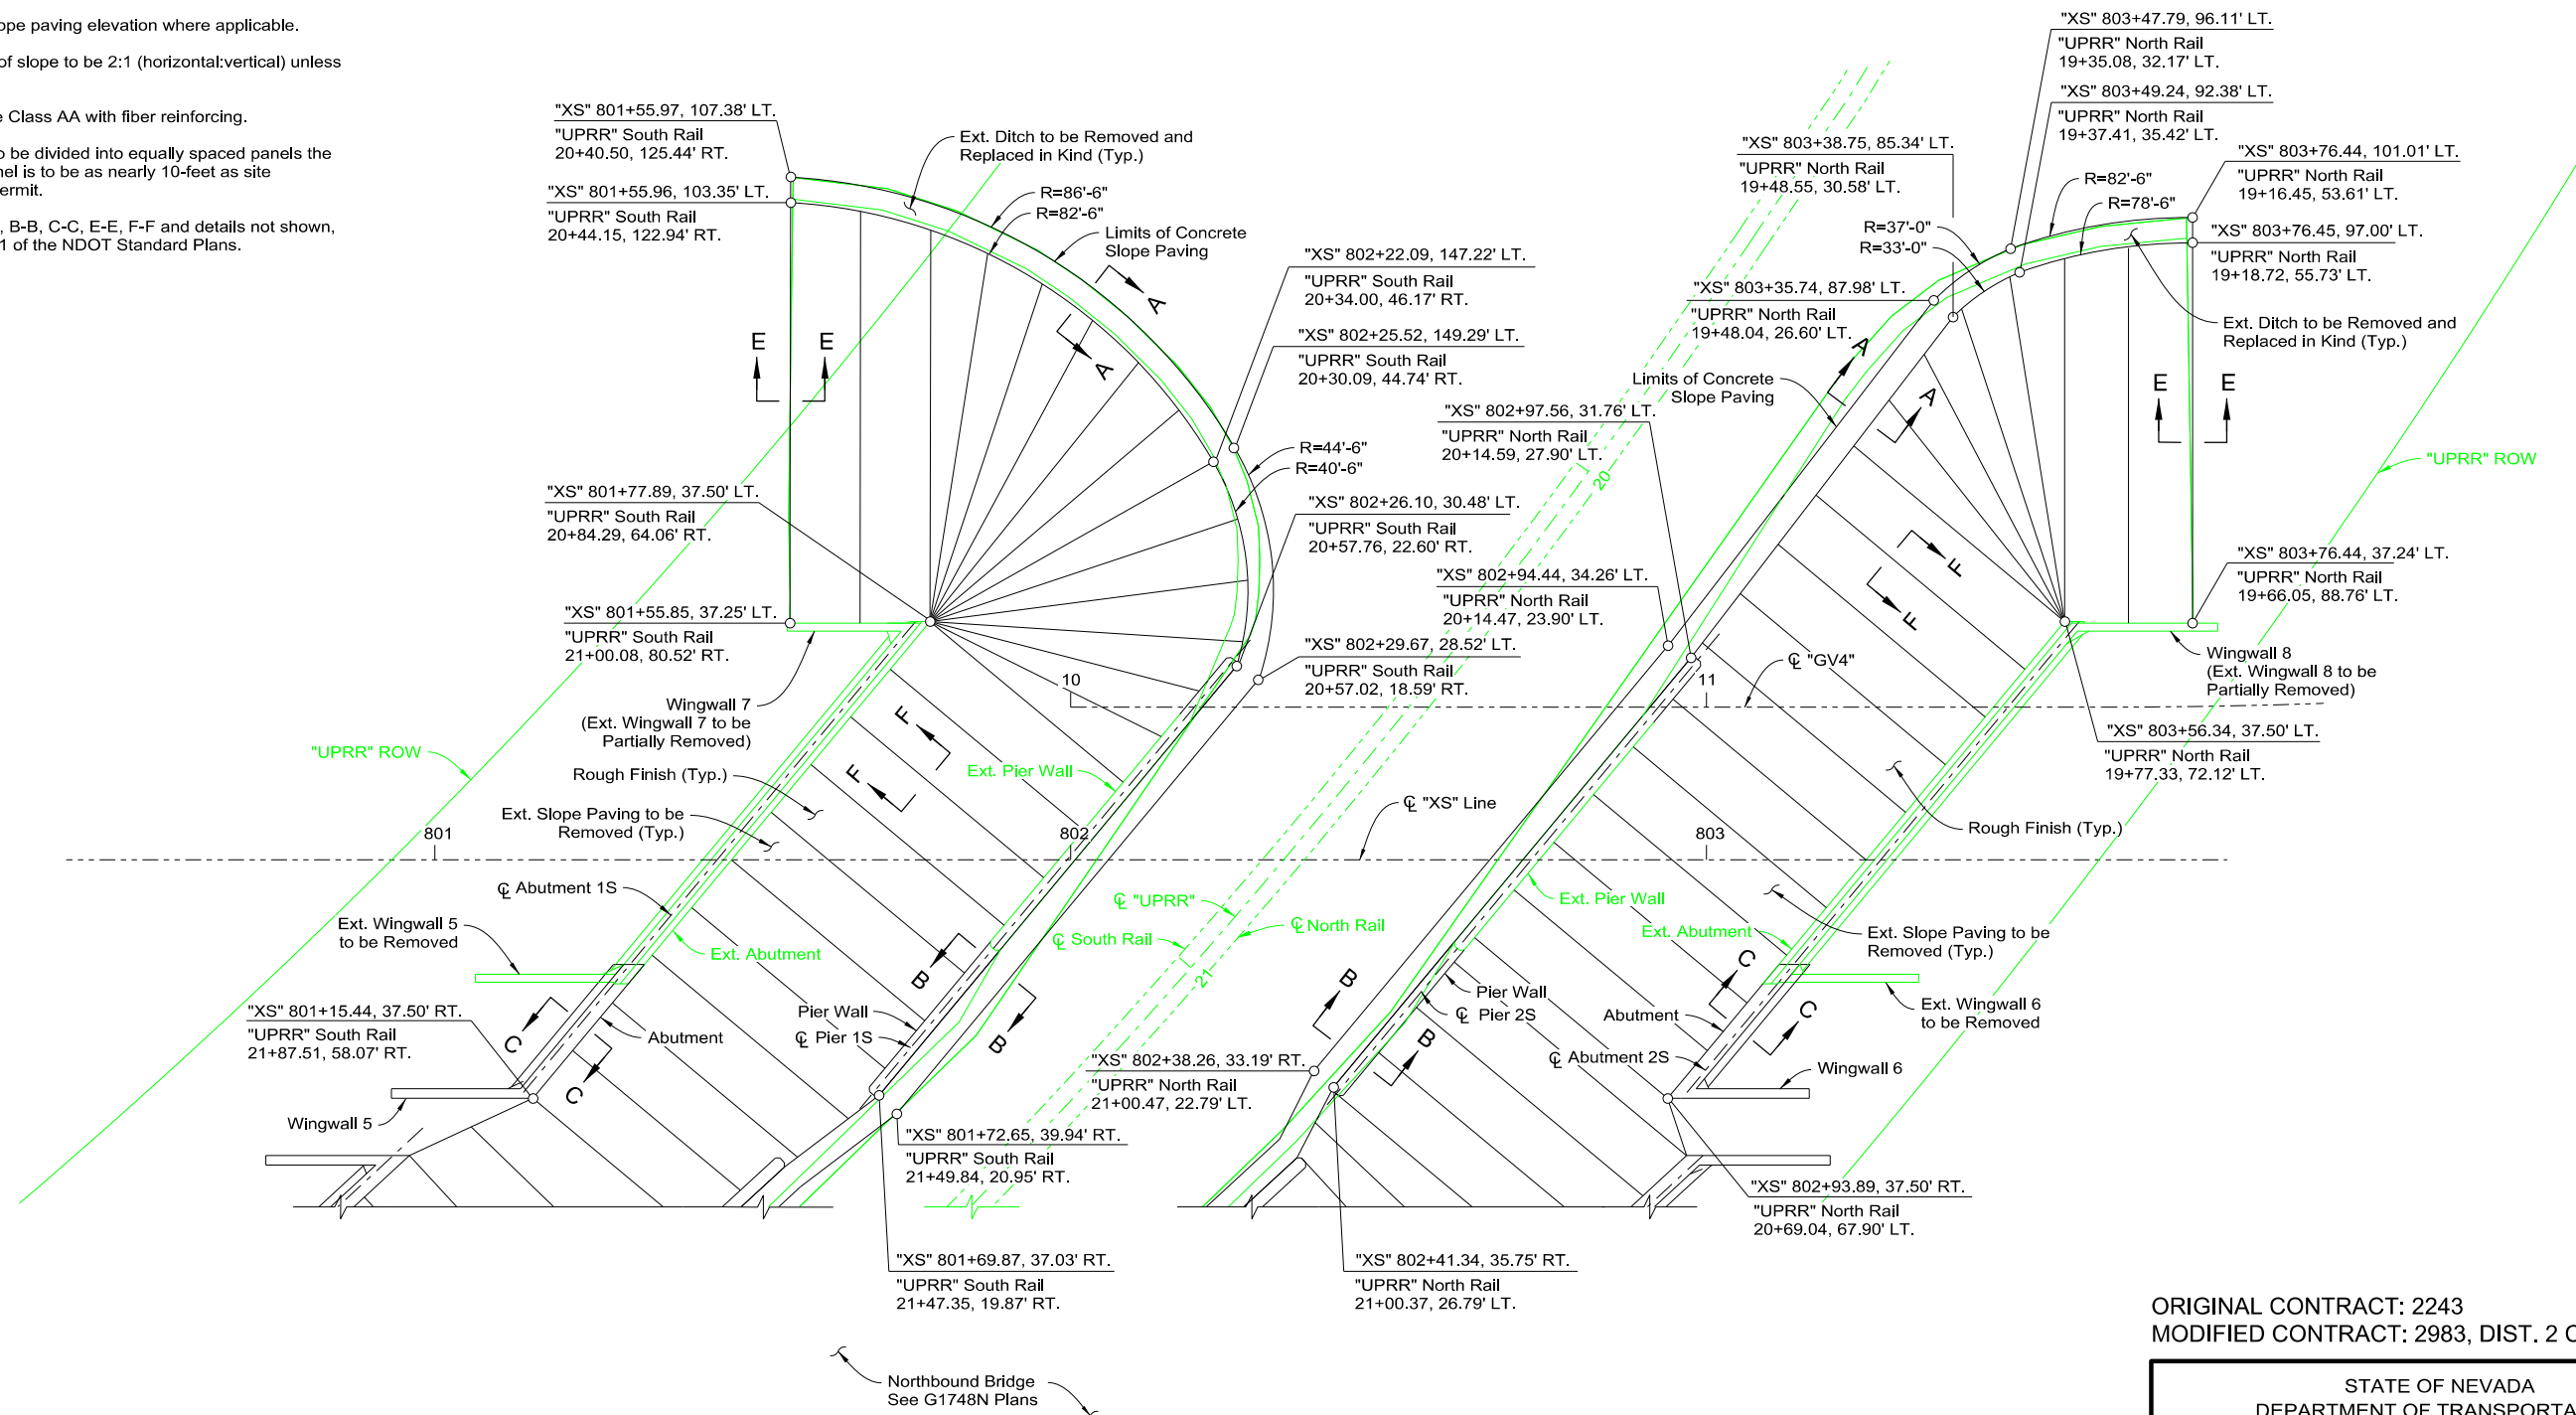 ope paving elevation where applicable.
of slope to be 2:1 (horizontal:vertical) unless
e Class AA with fiber reinforcing.
o be divided into equally spaced panels the
nel is to be as nearly 10-feet as site
ermit.
, B-B, C-C, E-E, F-F and details not shown,
1 of the NDOT Standard Plans.
"XS" 801+55.97, 107.38' LT.
"UPRR" South Rail
20+40.50, 125.44' RT.
"XS" 801+55.96, 103.35' LT.
"UPRR" South Rail
20+44.15, 122.94' RT.
Ext. Ditch to be Removed and
Replaced in Kind (Typ.)
R=86'-6"
R=82'-6"
Limits of Concrete
Slope Paving
A
A
E
E
"XS" 802+22.09, 147.22' LT.
"UPRR" South Rail
20+34.00, 46.17' RT.
"XS" 802+25.52, 149.29' LT.
"UPRR" South Rail
20+30.09, 44.74' RT.
R=44'-6"
R=40'-6"
"XS" 801+77.89, 37.50' LT.
"UPRR" South Rail
20+84.29, 64.06' RT.
"XS" 802+26.10, 30.48' LT.
"UPRR" South Rail
20+57.76, 22.60' RT.
"XS" 801+55.85, 37.25' LT.
"UPRR" South Rail
21+00.08, 80.52' RT.
"XS" 802+29.67, 28.52' LT.
"UPRR" South Rail
20+57.02, 18.59' RT.
"XS" 803+47.79, 96.11' LT.
"UPRR" North Rail
19+35.08, 32.17' LT.
"XS" 803+49.24, 92.38' LT.
"UPRR" North Rail
19+37.41, 35.42' LT.
"XS" 803+38.75, 85.34' LT.
"UPRR" North Rail
19+48.55, 30.58' LT.
"XS" 803+76.44, 101.01' LT.
"UPRR" North Rail
19+16.45, 53.61' LT.
R=82'-6"
R=78'-6"
R=37'-0"
R=33'-0"
"XS" 803+76.45, 97.00' LT.
"UPRR" North Rail
19+18.72, 55.73' LT.
"XS" 803+35.74, 87.98' LT.
"UPRR" North Rail
19+48.04, 26.60' LT.
Ext. Ditch to be Removed and
Replaced in Kind (Typ.)
A
A
E
E
Limits of Concrete
Slope Paving
"XS" 802+97.56, 31.76' LT.
"UPRR" North Rail
20+14.59, 27.90' LT.
20
"UPRR" ROW
"XS" 802+94.44, 34.26' LT.
"UPRR" North Rail
20+14.47, 23.90' LT.
F
F
"XS" 803+76.44, 37.24' LT.
"UPRR" North Rail
19+66.05, 88.76' LT.
Wingwall 8
(Ext. Wingwall 8 to be
Partially Removed)
℄ "GV4"
10
11
"XS" 803+56.34, 37.50' LT.
"UPRR" North Rail
19+77.33, 72.12' LT.
Wingwall 7
(Ext. Wingwall 7 to be
Partially Removed)
F
F
"UPRR" ROW
Rough Finish (Typ.)
Ext. Pier Wall
Ext. Slope Paving to be
Removed (Typ.)
801
802
803
℄ "XS" Line
Rough Finish (Typ.)
℄ Abutment 1S
Ext. Wingwall 5
to be Removed
Ext. Abutment
℄ "UPRR"
℄ South Rail
℄ North Rail
21
Ext. Pier Wall
Ext. Abutment
Ext. Slope Paving to be
Removed (Typ.)
B
B
C
C
"XS" 801+15.44, 37.50' RT.
"UPRR" South Rail
21+87.51, 58.07' RT.
Pier Wall
℄ Pier 1S
Abutment
Wingwall 5
B
B
C
C
Pier Wall
℄ Pier 2S
Abutment
℄ Abutment 2S
Ext. Wingwall 6
to be Removed
Wingwall 6
"XS" 802+38.26, 33.19' RT.
"UPRR" North Rail
21+00.47, 22.79' LT.
"XS" 801+72.65, 39.94' RT.
"UPRR" South Rail
21+49.84, 20.95' RT.
"XS" 802+93.89, 37.50' RT.
"UPRR" North Rail
20+69.04, 67.90' LT.
"XS" 801+69.87, 37.03' RT.
"UPRR" South Rail
21+47.35, 19.87' RT.
"XS" 802+41.34, 35.75' RT.
"UPRR" North Rail
21+00.37, 26.79' LT.
Northbound Bridge
See G1748N Plans
ORIGINAL CONTRACT: 2243
MODIFIED CONTRACT: 2983, DIST. 2 C
STATE OF NEVADA
DEPARTMENT OF TRANSPORTA